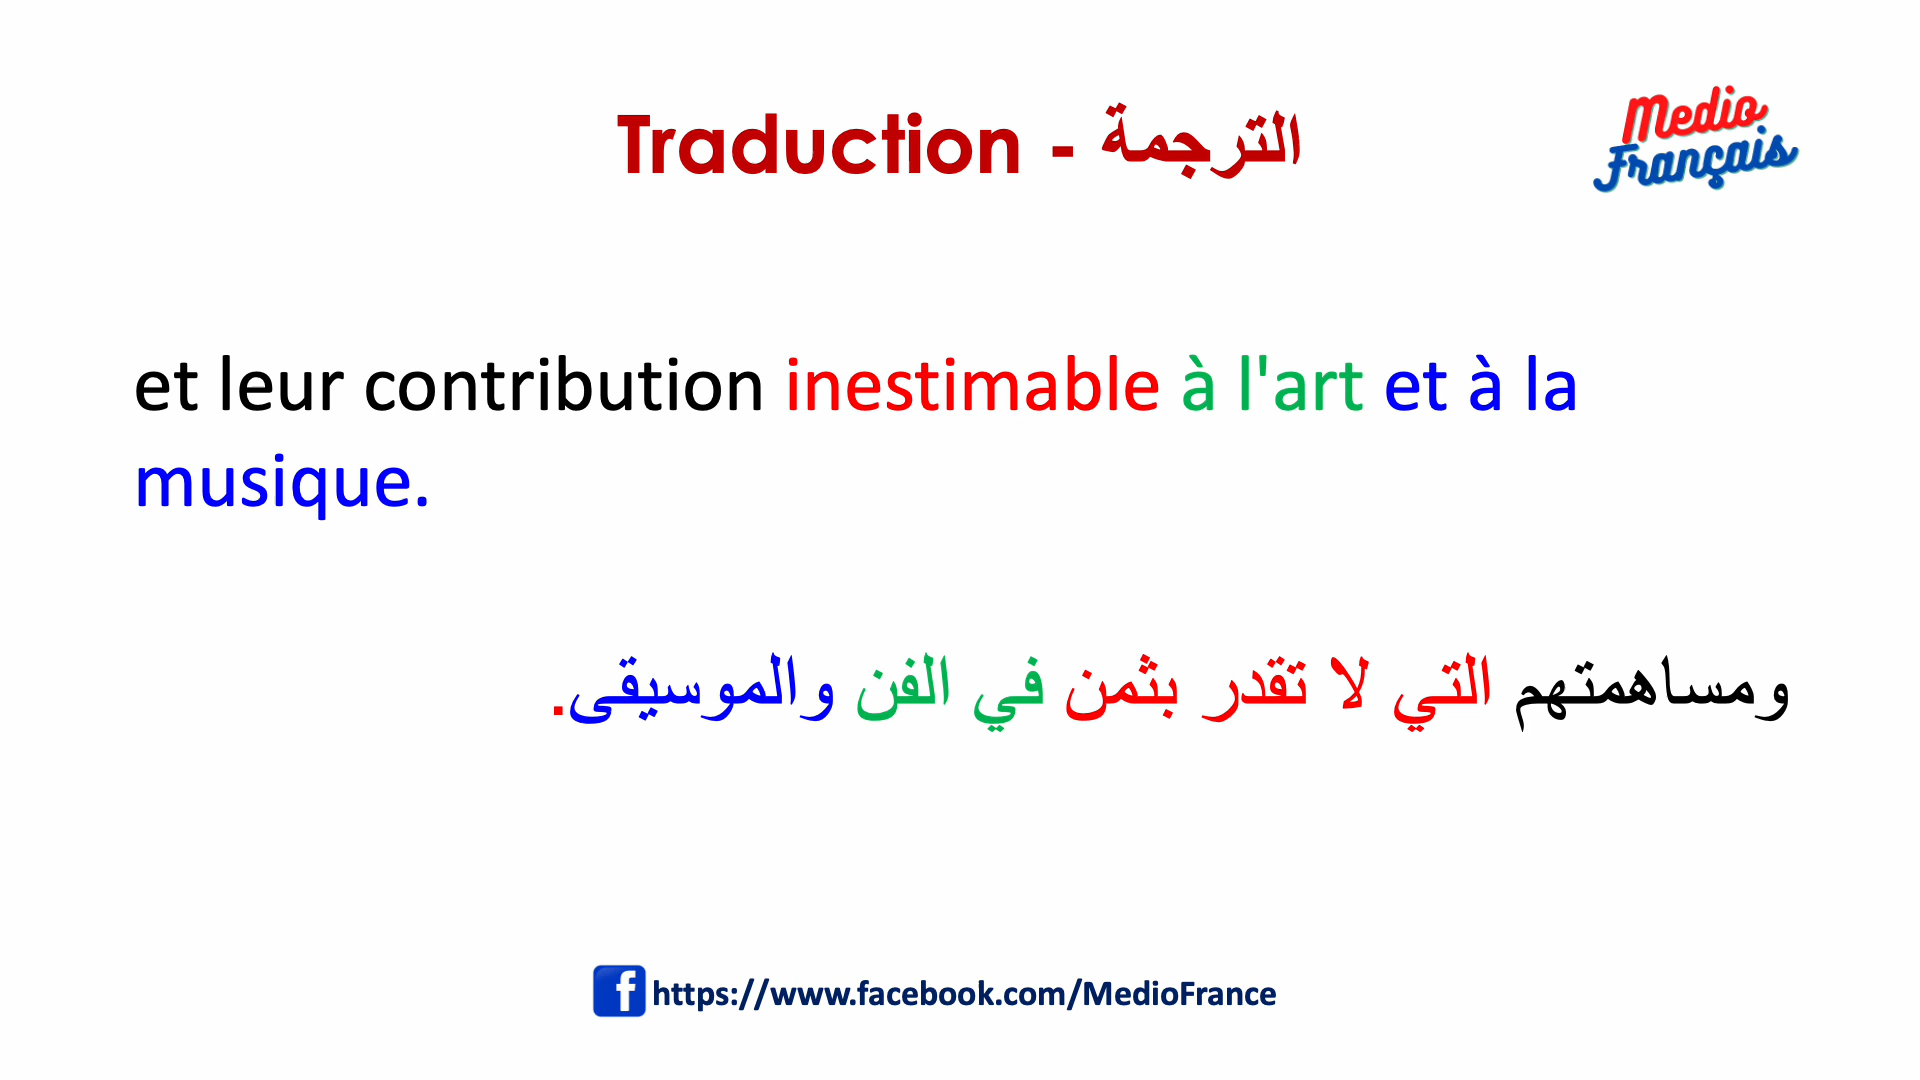 Traduction - الترجمة
Medio
Français
et leur contribution inestimable à l'art et à la
musique.
ومساهمتهم التي لا تقدر بثمن في الفن والموسيقى.
f https://www.facebook.com/MedioFrance